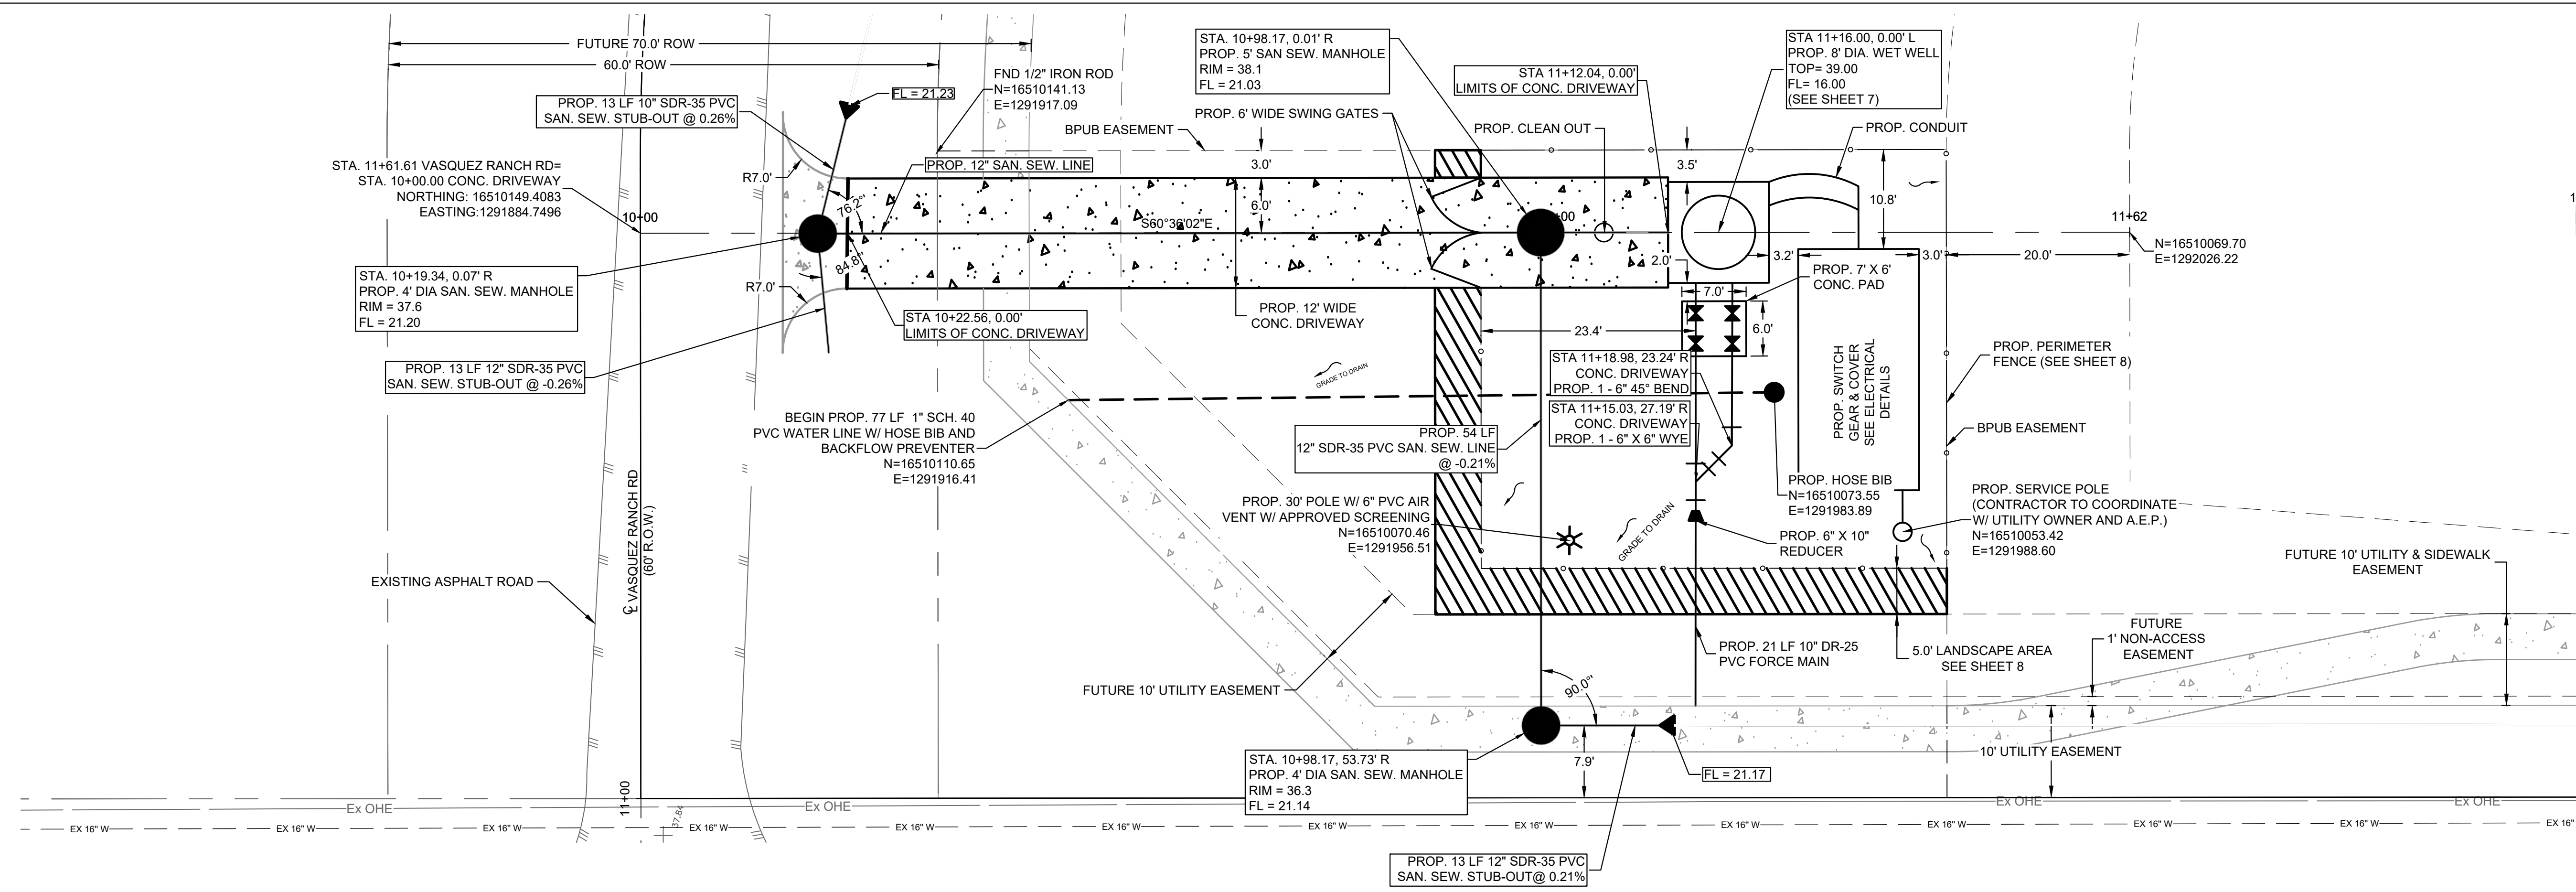 FUTURE 70.0' ROW
60.0' ROW
FND 1/2" IRON ROD
N=16510141.13
E=1291917.09
STA. 10+98.17, 0.01' R
PROP. 5' SAN SEW. MANHOLE
RIM = 38.1
FL = 21.03
STA 11+12.04, 0.00'
LIMITS OF CONC. DRIVEWAY
STA 11+16.00, 0.00' L
PROP. 8' DIA. WET WELL
TOP= 39.00
FL= 16.00
(SEE SHEET 7)
PROP. 13 LF 10" SDR-35 PVC
SAN. SEW. STUB-OUT @ 0.26%
FL = 21.23
BPUB EASEMENT
PROP. 6' WIDE SWING GATES
PROP. CLEAN OUT
PROP. CONDUIT
STA. 11+61.61 VASQUEZ RANCH RD=
STA. 10+00.00 CONC. DRIVEWAY
NORTHING: 16510149.4083
EASTING:1291884.7496
10+00
R7.0'
PROP. 12" SAN. SEW. LINE
3.0'
6.0'
3.5'
10.8'
76.2°
S60°36'02"E
+00
11+62
N=16510069.70
E=1292026.22
84.8°
2.0'
3.2'
3.0'
20.0'
STA. 10+19.34, 0.07' R
PROP. 4' DIA SAN. SEW. MANHOLE
RIM = 37.6
FL = 21.20
R7.0'
STA 10+22.56, 0.00'
LIMITS OF CONC. DRIVEWAY
PROP. 12' WIDE
CONC. DRIVEWAY
7.0'
PROP. 7' X 6'
CONC. PAD
23.4'
6.0'
PROP. 13 LF 12" SDR-35 PVC
SAN. SEW. STUB-OUT @ -0.26%
GRADE TO DRAIN
STA 11+18.98, 23.24' R
CONC. DRIVEWAY
PROP. 1 - 6" 45° BEND
STA 11+15.03, 27.19' R
CONC. DRIVEWAY
PROP. 1 - 6" X 6" WYE
PROP. SWITCH
GEAR & COVER
SEE ELECTRICAL
DETAILS
PROP. PERIMETER
FENCE (SEE SHEET 8)
BPUB EASEMENT
BEGIN PROP. 77 LF 1" SCH. 40
PVC WATER LINE W/ HOSE BIB AND
BACKFLOW PREVENTER
N=16510110.65
E=1291916.41
PROP. 54 LF
12" SDR-35 PVC SAN. SEW. LINE
@ -0.21%
PROP. HOSE BIB
N=16510073.55
E=1291983.89
PROP. SERVICE POLE
(CONTRACTOR TO COORDINATE
W/ UTILITY OWNER AND A.E.P.)
N=16510053.42
E=1291988.60
PROP. 30' POLE W/ 6" PVC AIR
VENT W/ APPROVED SCREENING
N=16510070.46
E=1291956.51
GRADE TO DRAIN
PROP. 6" X 10"
REDUCER
EXISTING ASPHALT ROAD
℄ VASQUEZ RANCH RD
(60' R.O.W.)
FUTURE 10' UTILITY & SIDEWALK
EASEMENT
FUTURE
1' NON-ACCESS
EASEMENT
PROP. 21 LF 10" DR-25
PVC FORCE MAIN
5.0' LANDSCAPE AREA
SEE SHEET 8
FUTURE 10' UTILITY EASEMENT
90.0°
7.9'
10' UTILITY EASEMENT
STA. 10+98.17, 53.73' R
PROP. 4' DIA SAN. SEW. MANHOLE
RIM = 36.3
FL = 21.14
FL = 21.17
11+00
37.84
Ex OHE Ex OHE Ex OHE Ex OHE
EX 16" W EX 16" W EX 16" W EX 16" W EX 16" W EX 16" W EX 16" W EX 16" W EX 16" W EX 16" W EX 16" W EX 16" W EX 16"
PROP. 13 LF 12" SDR-35 PVC
SAN. SEW. STUB-OUT@ 0.21%